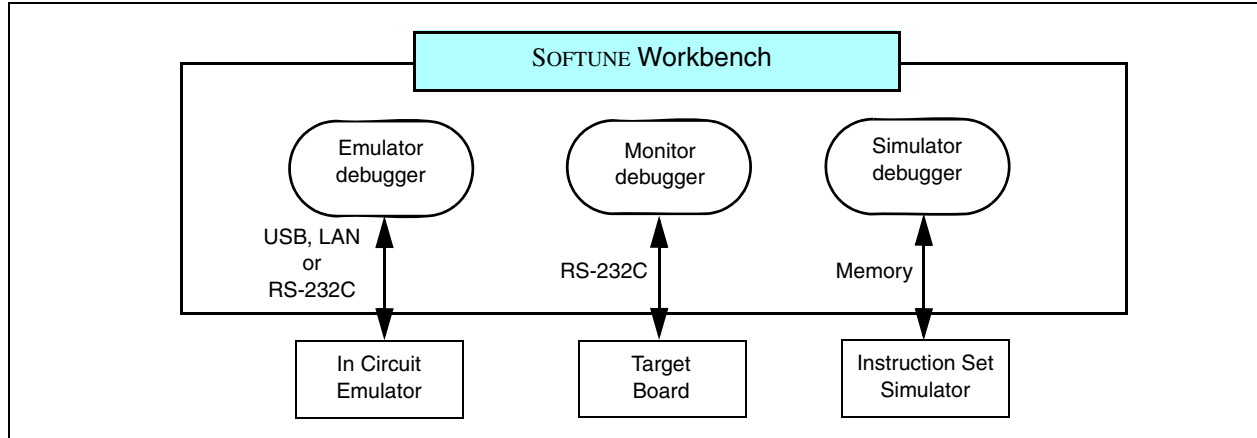 SOFTUNE Workbench
Emulator
debugger
Monitor
debugger
Simulator
debugger
USB, LAN
or
RS-232C
RS-232C
Memory
In Circuit
Emulator
Target
Board
Instruction Set
Simulator